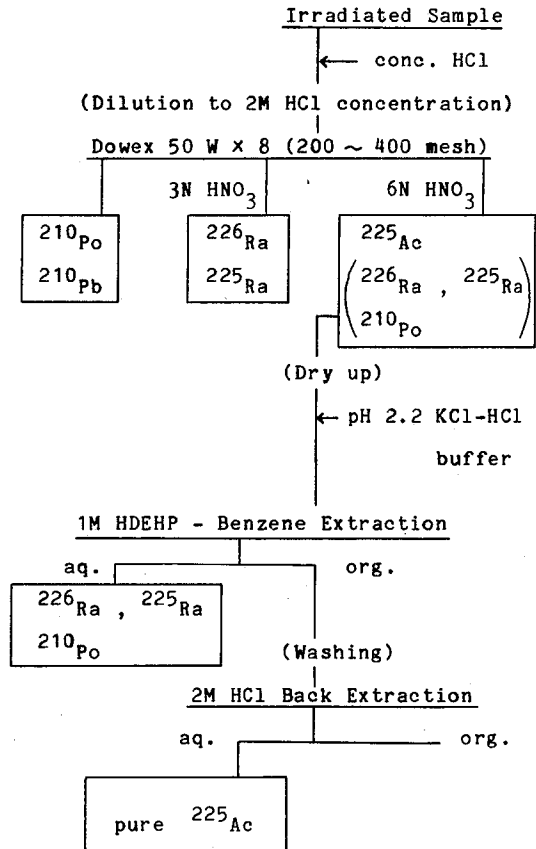 Irradiated Sample
conc. HCl
(Dilution to 2M HCl concentration)
Dowex 50 W × 8 (200 ~ 400 mesh)
3N HNO3 6N HNO3
210Po 226Ra 225Ac
210Pb 225Ra (226Ra , 225Ra
210Po)
(Dry up)
pH 2.2 KCl-HCl
buffer
1M HDEHP - Benzene Extraction
aq. org.
226Ra , 225Ra
210Po
(Washing)
2M HCl Back Extraction
aq. org.
pure 225Ac